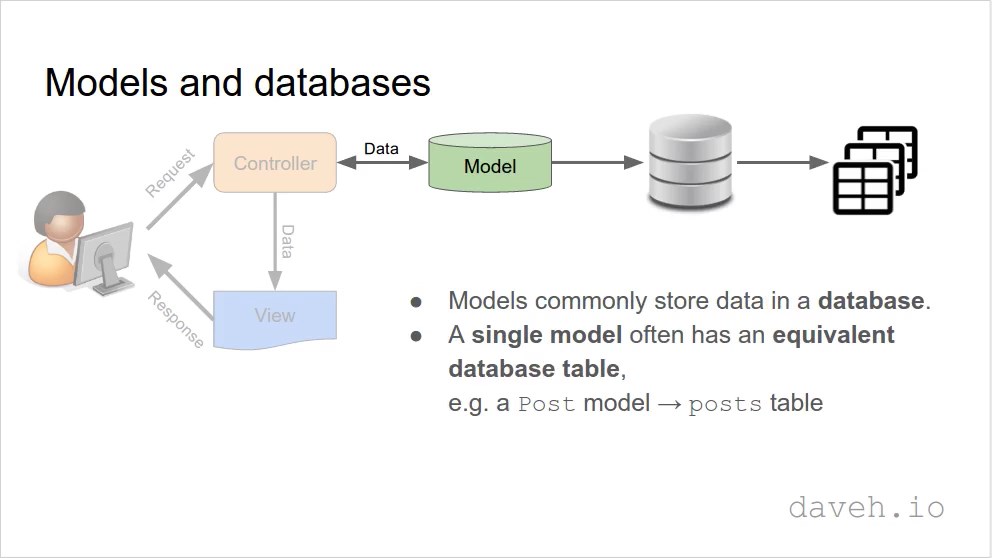 Models and databases
Request
Controller
Data
Model
Data
Response
View
● Models commonly store data in a database.
● A single model often has an equivalent
database table,
e.g. a Post model → posts table
daveh.io